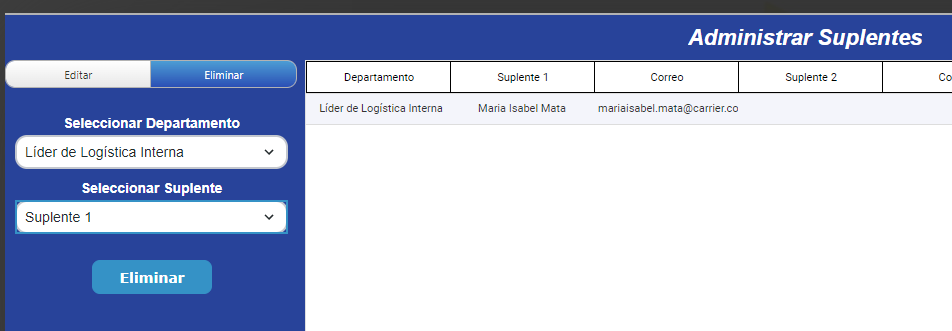 Administrar Suplentes
Editar Eliminar
Seleccionar Departamento
Líder de Logística Interna
Seleccionar Suplente
Suplente 1
Eliminar
Departamento Suplente 1 Correo Suplente 2 Co
Líder de Logística Interna Maria Isabel Mata mariaisabel.mata@carrier.co